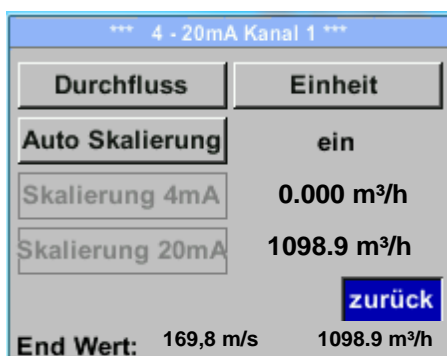 *** 4 - 20mA Kanal 1 ***
Durchfluss Einheit
Auto Skalierung ein
Skalierung 4mA 0.000 m³/h
Skalierung 20mA 1098.9 m³/h
zurück
End Wert: 169,8 m/s 1098.9 m³/h